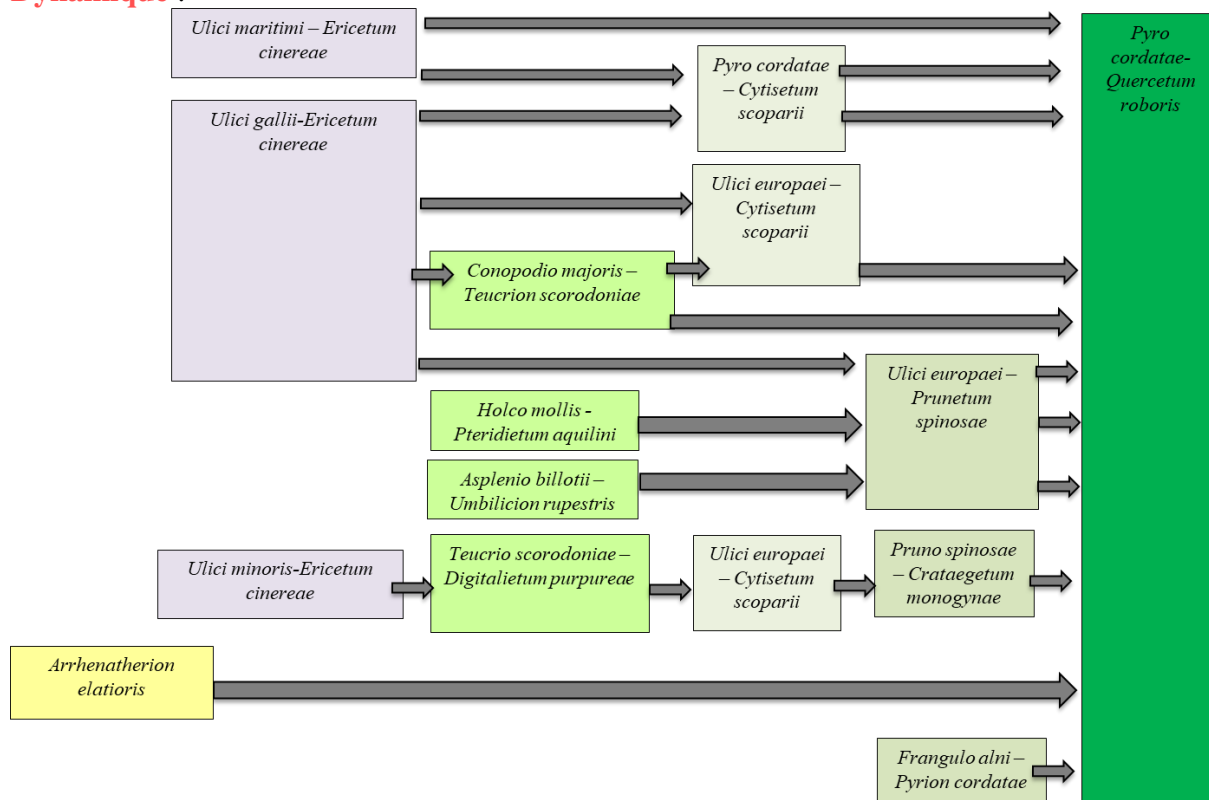 Dynamique :
Ulici maritimi – Ericetum
cinereae
Pyro
cordatae-
Quercetum
roboris
Pyro cordatae
– Cytisetum
scoparii
Ulici gallii-Ericetum
cinereae
Ulici europaei –
Cytisetum
scoparii
Conopodio majoris –
Teucrion scorodoniae
Ulici europaei –
Prunetum
spinosae
Holco mollis -
Pteridietum aquilini
Asplenio billotii –
Umbilicion rupestris
Ulici minoris-Ericetum
cinereae
Teucrio scorodoniae –
Digitalietum purpureae
Ulici europaei
– Cytisetum
scoparii
Pruno spinosae
– Crataegetum
monogynae
Arrhenatherion
elatioris
Frangulo alni –
Pyrion cordatae